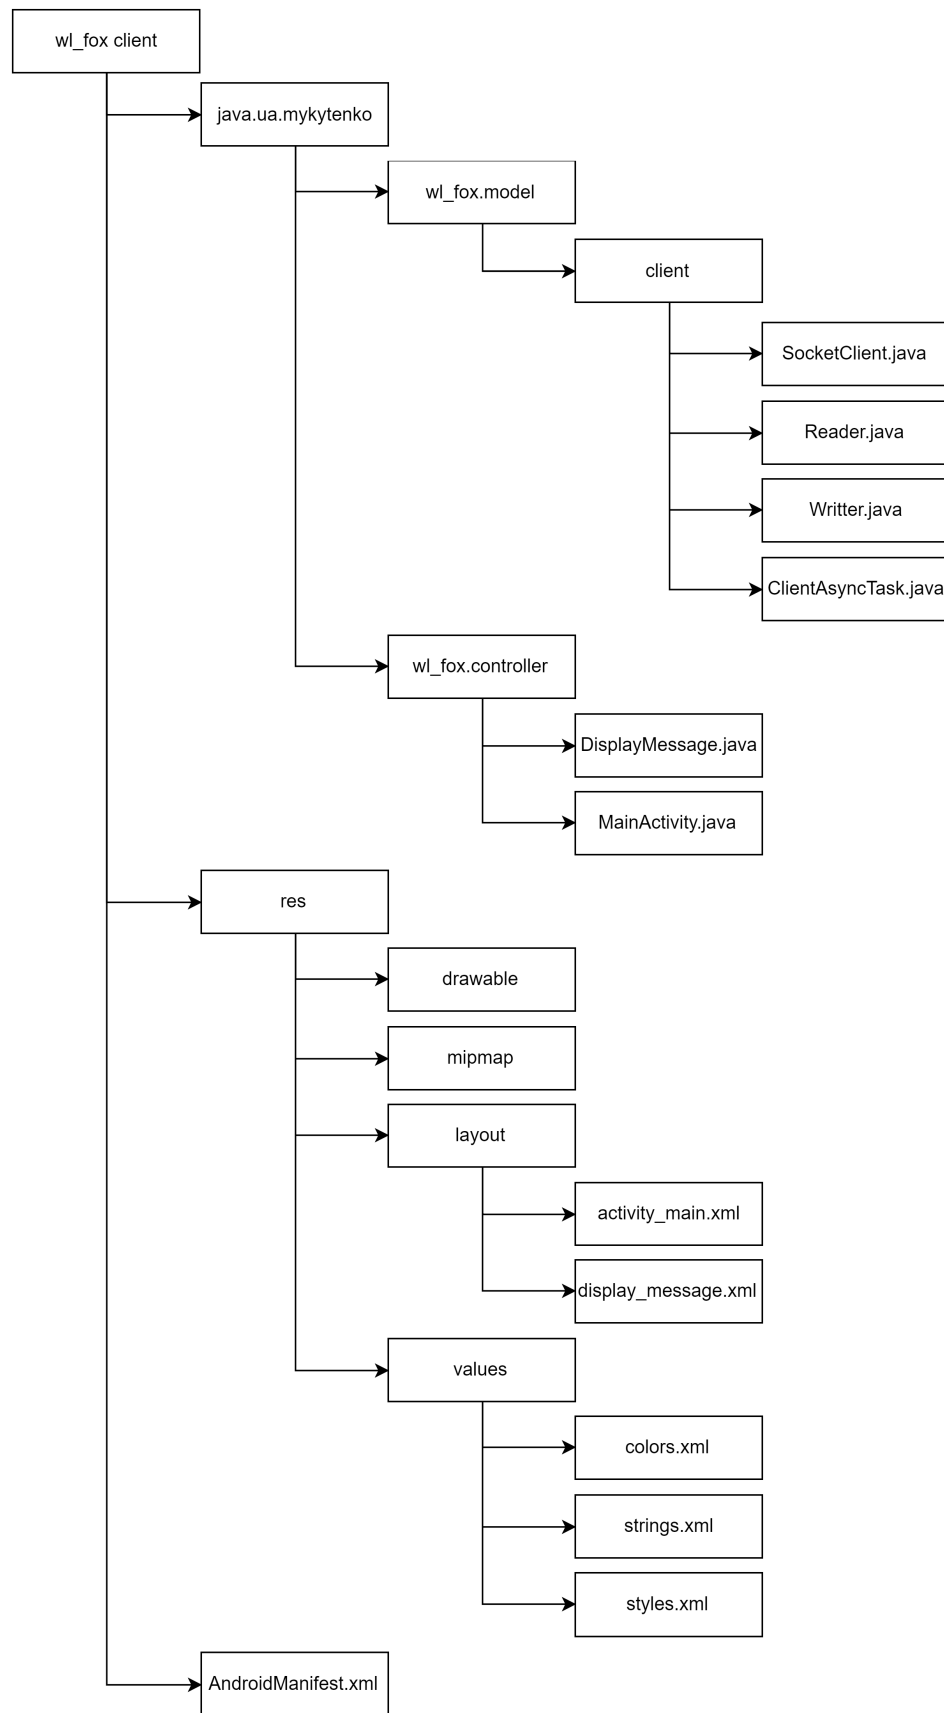 wl_fox client
java.ua.mykytenko
wl_fox.model
client
SocketClient.java
Reader.java
Writter.java
ClientAsyncTask.java
wl_fox.controller
DisplayMessage.java
MainActivity.java
res
drawable
mipmap
layout
activity_main.xml
display_message.xml
values
colors.xml
strings.xml
styles.xml
AndroidManifest.xml